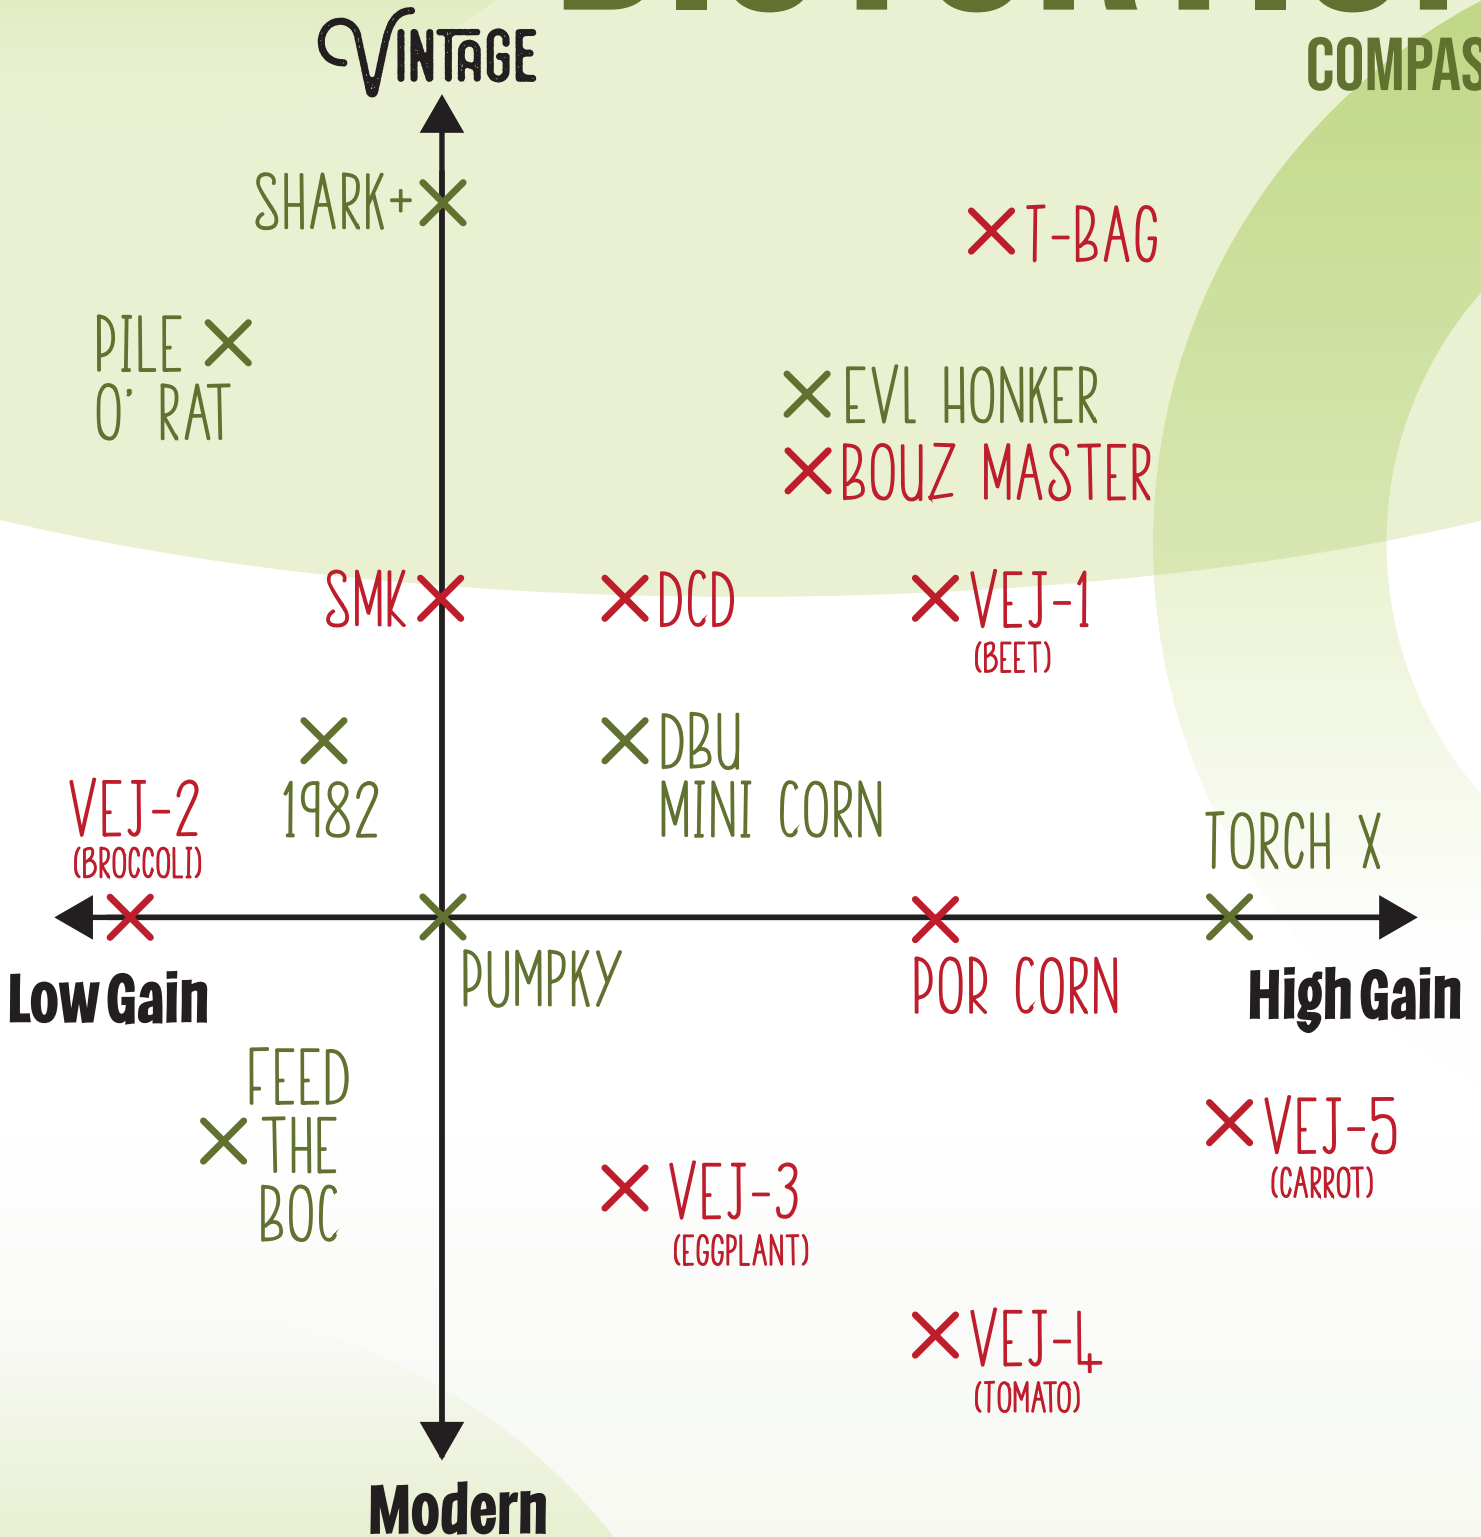 DISTORTION
COMPAS
VINTAGE
SHARK+
T-BAG
PILE
O' RAT
EVL HONKER
BOUZ MASTER
SMK
DCD
VEJ-1
(BEET)
1982
DBU
MINI CORN
VEJ-2
(BROCCOLI)
TORCH X
PUMPKY
POR CORN
Low Gain
High Gain
FEED
THE
BOC
VEJ-3
(EGGPLANT)
VEJ-5
(CARROT)
VEJ-4
(TOMATO)
Modern